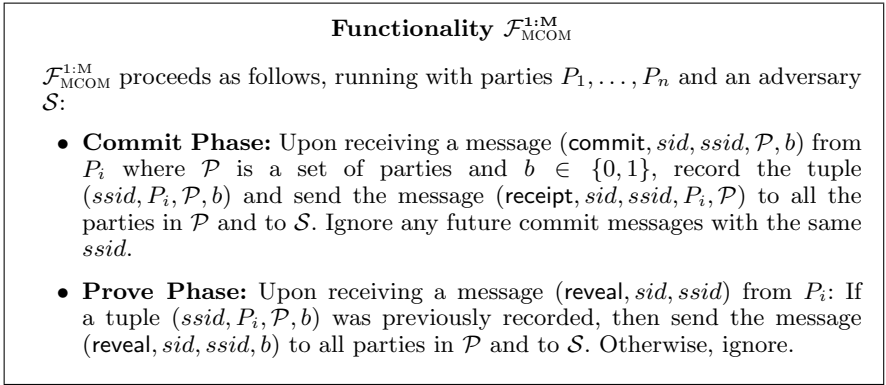 Functionality $\mathcal{F}_{\mathrm{MCOM}}^{\mathbf{1:M}}$
$\mathcal{F}_{\mathrm{MCOM}}^{\mathrm{1:M}}$ proceeds as follows, running with parties $P_1, \ldots, P_n$ and an adversary
$\mathcal{S}$:
• Commit Phase: Upon receiving a message (commit, $sid, ssid, \mathcal{P}, b$) from
$P_i$ where $\mathcal{P}$ is a set of parties and $b \in \{0, 1\}$, record the tuple
$(ssid, P_i, \mathcal{P}, b)$ and send the message (receipt, $sid, ssid, P_i, \mathcal{P}$) to all the
parties in $\mathcal{P}$ and to $\mathcal{S}$. Ignore any future commit messages with the same
$ssid$.
• Prove Phase: Upon receiving a message (reveal, $sid, ssid$) from $P_i$: If
a tuple $(ssid, P_i, \mathcal{P}, b)$ was previously recorded, then send the message
(reveal, $sid, ssid, b$) to all parties in $\mathcal{P}$ and to $\mathcal{S}$. Otherwise, ignore.